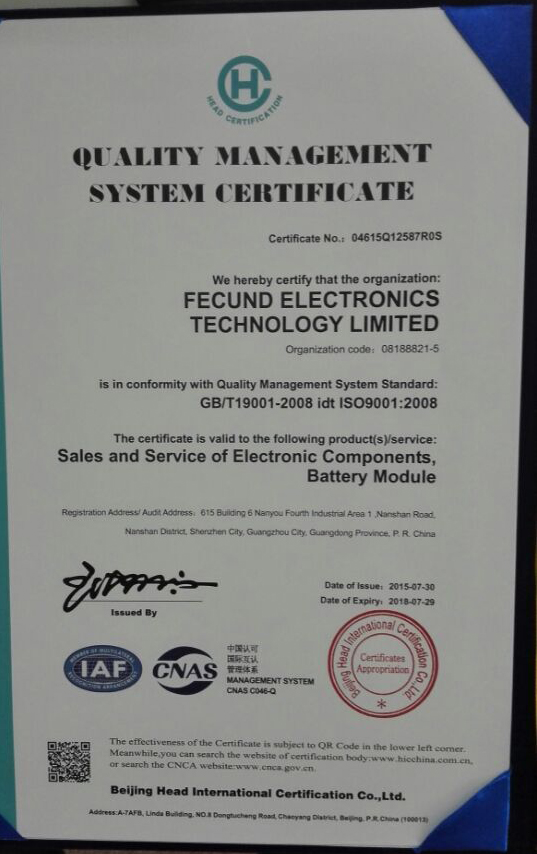 HEAD CERTIFICATION
QUALITY MANAGEMENT
SYSTEM CERTIFICATE
Certificate No.: 04615Q12587R0S
We hereby certify that the organization:
FECUND ELECTRONICS
TECHNOLOGY LIMITED
Organization code: 08188821-5
is in conformity with Quality Management System Standard:
GB/T19001-2008 idt ISO9001:2008
The certificate is valid to the following product(s)/service:
Sales and Service of Electronic Components,
Battery Module
Registration Address/ Audit Address: 615 Building 6 Nanyou Fourth Industrial Area 1 ,Nanshan Road,
Nanshan District, Shenzhen City, Guangzhou City, Guangdong Province, P. R. China
Issued By
Date of Issue: 2015-07-30
Date of Expiry: 2018-07-29
Beijing Head International Certification Co.,Ltd.
Certificates
Appropriation
MEMBER OF MULTILATERAL
IAF
RECOGNITION ARRANGEMENT
CNAS
中国认可
国际互认
管理体系
MANAGEMENT SYSTEM
CNAS C046-Q
The effectiveness of the Certificate is subject to QR Code in the lower left corner.
Meanwhile,you can search the website of certification body:www.hicchina.com.cn,
or search the CNCA website:www.cnca.gov.cn.
Beijing Head International Certification Co.,Ltd.
Address:A-7AFB, Linda Building, NO.8 Dongtucheng Road, Chaoyang District, Beijing, P.R.China (100013)